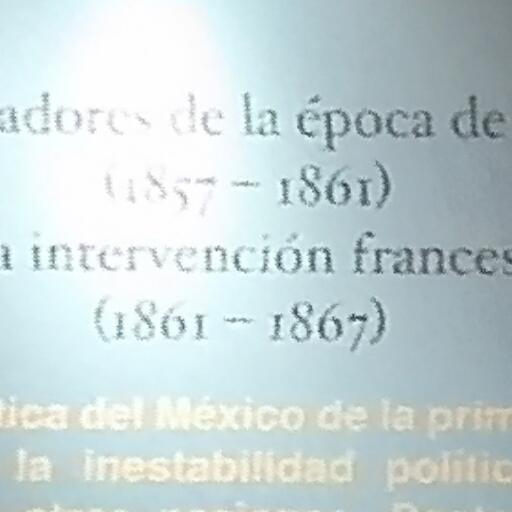 adores de la época de
(1857 – 1861)
a intervención frances
(1861 – 1867)
tica del México de la prim
la inestabilidad polític